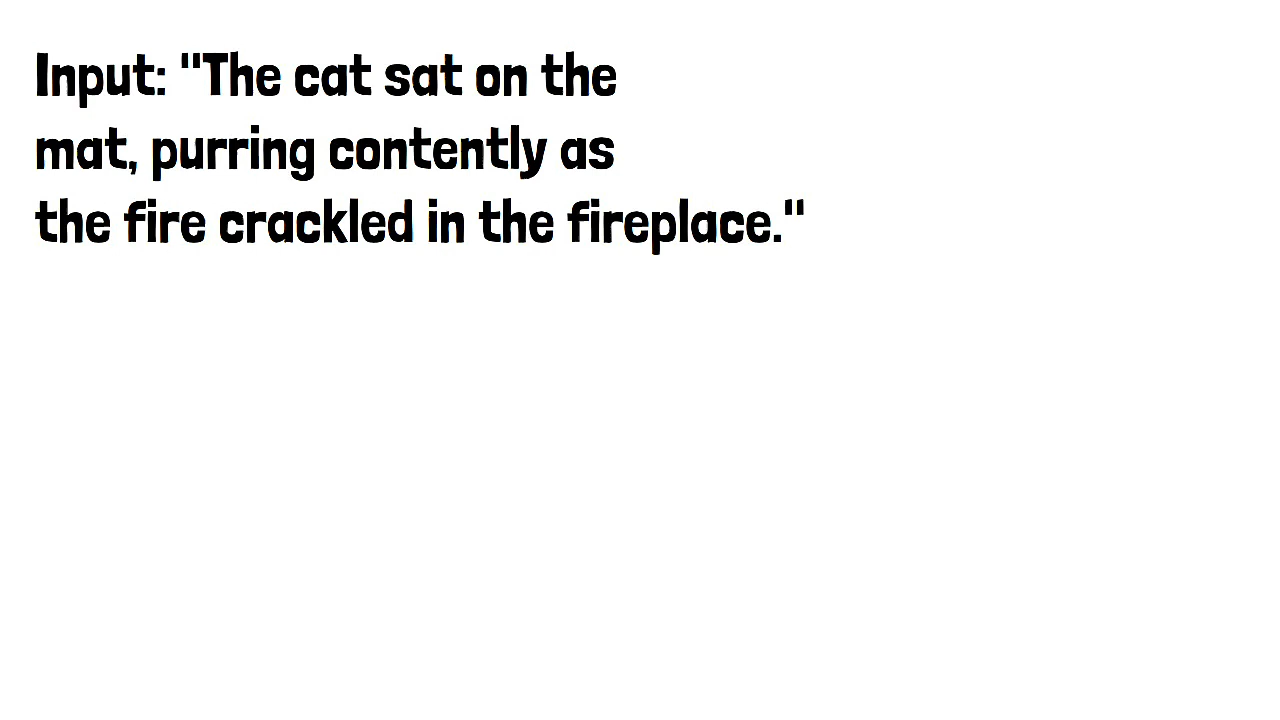 Input: "The cat sat on the
mat, purring contently as
the fire crackled in the fireplace."